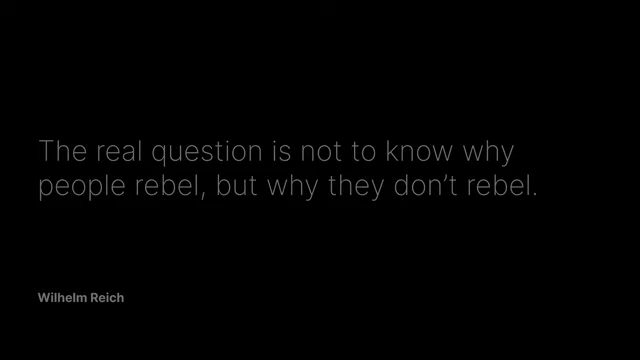 The real question is not to know why
people rebel, but why they don’t rebel.
Wilhelm Reich